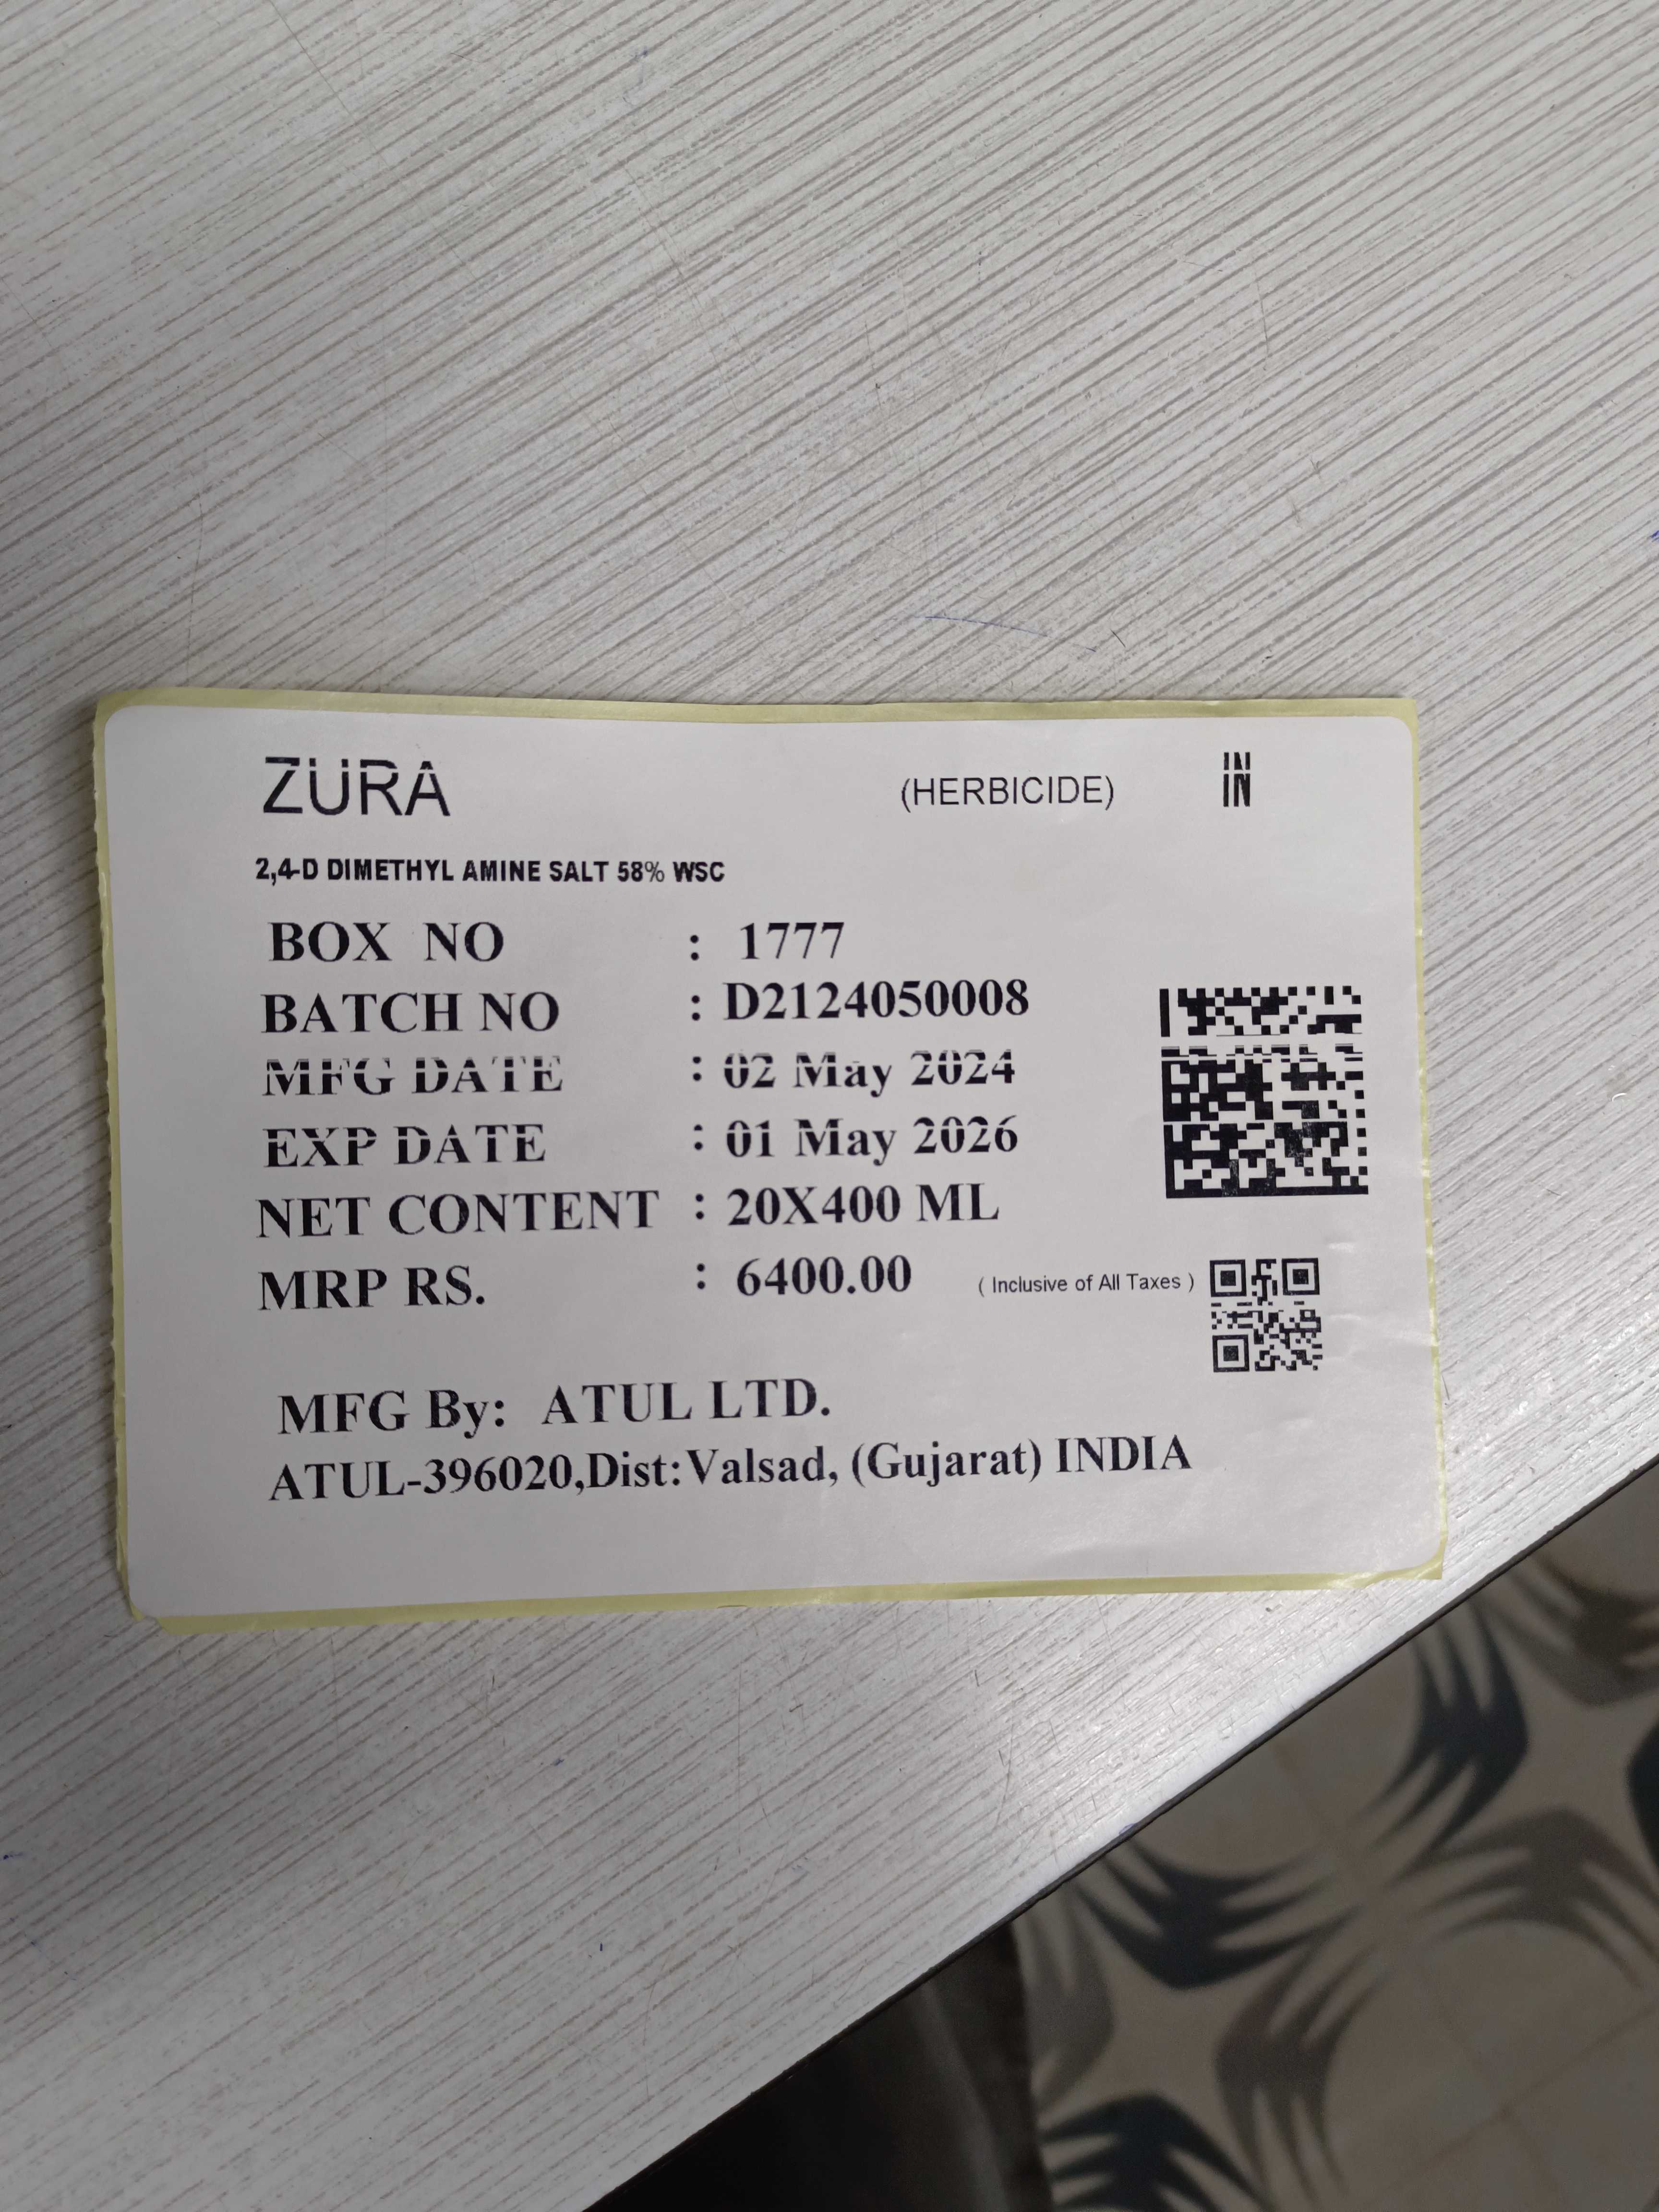 ZURA (HERBICIDE) IN
2,4-D DIMETHYL AMINE SALT 58% WSC
BOX NO : 1777
BATCH NO : D2124050008
MFG DATE : 02 May 2024
EXP DATE : 01 May 2026
NET CONTENT : 20X400 ML
MRP RS. : 6400.00 ( Inclusive of All Taxes )
MFG By: ATUL LTD.
ATUL-396020,Dist:Valsad, (Gujarat) INDIA